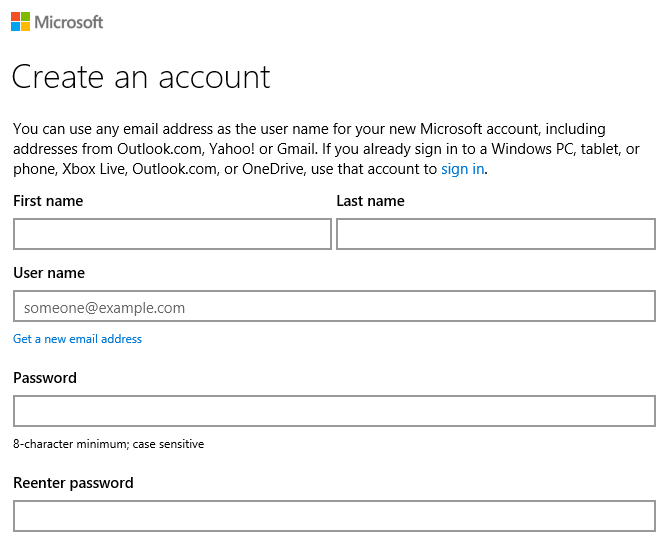 Microsoft
Create an account
You can use any email address as the user name for your new Microsoft account, including
addresses from Outlook.com, Yahoo! or Gmail. If you already sign in to a Windows PC, tablet, or
phone, Xbox Live, Outlook.com, or OneDrive, use that account to sign in.
First name Last name
User name
someone@example.com
Get a new email address
Password
8-character minimum; case sensitive
Reenter password